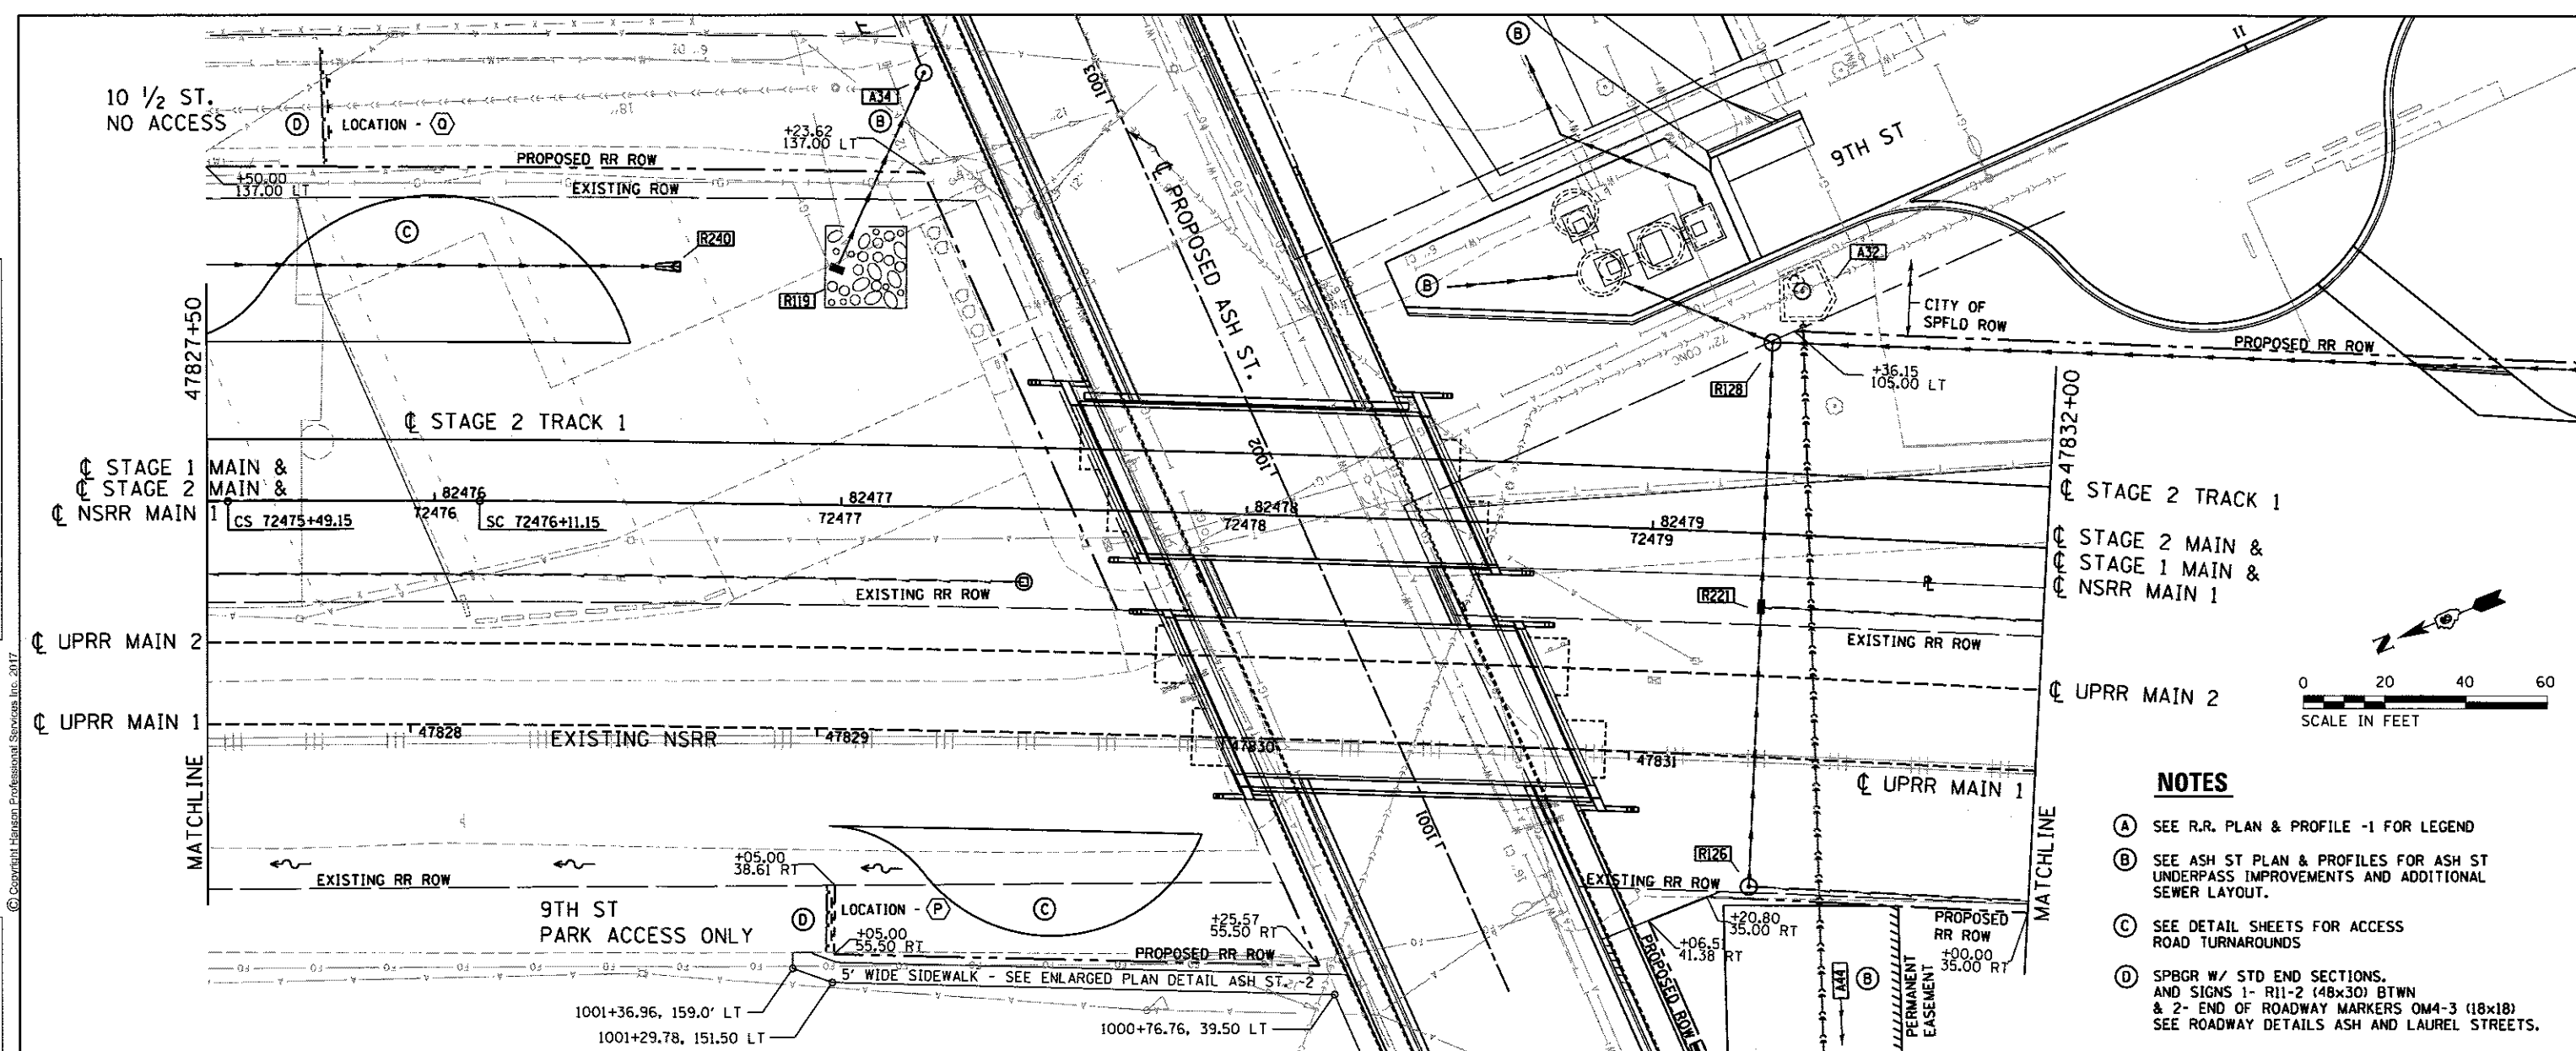 10 ½ ST.
NO ACCESS
Ⓓ
LOCATION - Ⓠ
PROPOSED RR ROW
+50.00
137.00 LT
EXISTING ROW
Ⓒ
R240
R119
A34
Ⓑ
+23.62
137.00 LT
18"
12"
12"
1003
℄ PROPOSED ASH ST.
1002
1001
Ⓑ
Ⓑ
9TH ST
11
A32
CITY OF
SPFLD ROW
PROPOSED RR ROW
72" CONC
R128
+36.15
105.00 LT
47827+50
47832+00
℄ STAGE 2 TRACK 1
℄ STAGE 1 MAIN &
℄ STAGE 2 MAIN &
℄ NSRR MAIN 1
CS 72475+49.15
82476
72476
SC 72476+11.15
82477
72477
82478
72478
82479
72479
℄ STAGE 2 TRACK 1
℄ STAGE 2 MAIN &
℄ STAGE 1 MAIN &
℄ NSRR MAIN 1
EXISTING RR ROW
R221
EXISTING RR ROW
℄ UPRR MAIN 2
℄ UPRR MAIN 2
℄ UPRR MAIN 1
47828
EXISTING NSRR
47829
47830
47831
℄ UPRR MAIN 1
N
0 20 40 60
SCALE IN FEET
MATCHLINE
MATCHLINE
EXISTING RR ROW
+05.00
38.61 RT
9TH ST
PARK ACCESS ONLY
Ⓓ
LOCATION - Ⓟ
Ⓒ
+05.00
55.50 RT
+25.57
55.50 RT
PROPOSED RR ROW
5' WIDE SIDEWALK - SEE ENLARGED PLAN DETAIL ASH ST. -2
1001+36.96, 159.0' LT
1001+29.78, 151.50 LT
1000+76.76, 39.50 LT
R126
EXISTING RR ROW
+20.80
35.00 RT
+06.51
41.38 RT
PROPOSED ROW
PROPOSED
RR ROW
+00.00
35.00 RT
A44
Ⓑ
PERMANENT
EASEMENT
NOTES
Ⓐ SEE R.R. PLAN & PROFILE -1 FOR LEGEND
Ⓑ SEE ASH ST PLAN & PROFILES FOR ASH ST
UNDERPASS IMPROVEMENTS AND ADDITIONAL
SEWER LAYOUT.
Ⓒ SEE DETAIL SHEETS FOR ACCESS
ROAD TURNAROUNDS
Ⓓ SPBGR W/ STD END SECTIONS,
AND SIGNS 1- R11-2 (48x30) BTWN
& 2- END OF ROADWAY MARKERS OM4-3 (18x18)
SEE ROADWAY DETAILS ASH AND LAUREL STREETS.
© Copyright Hanson Professional Services Inc. 2017